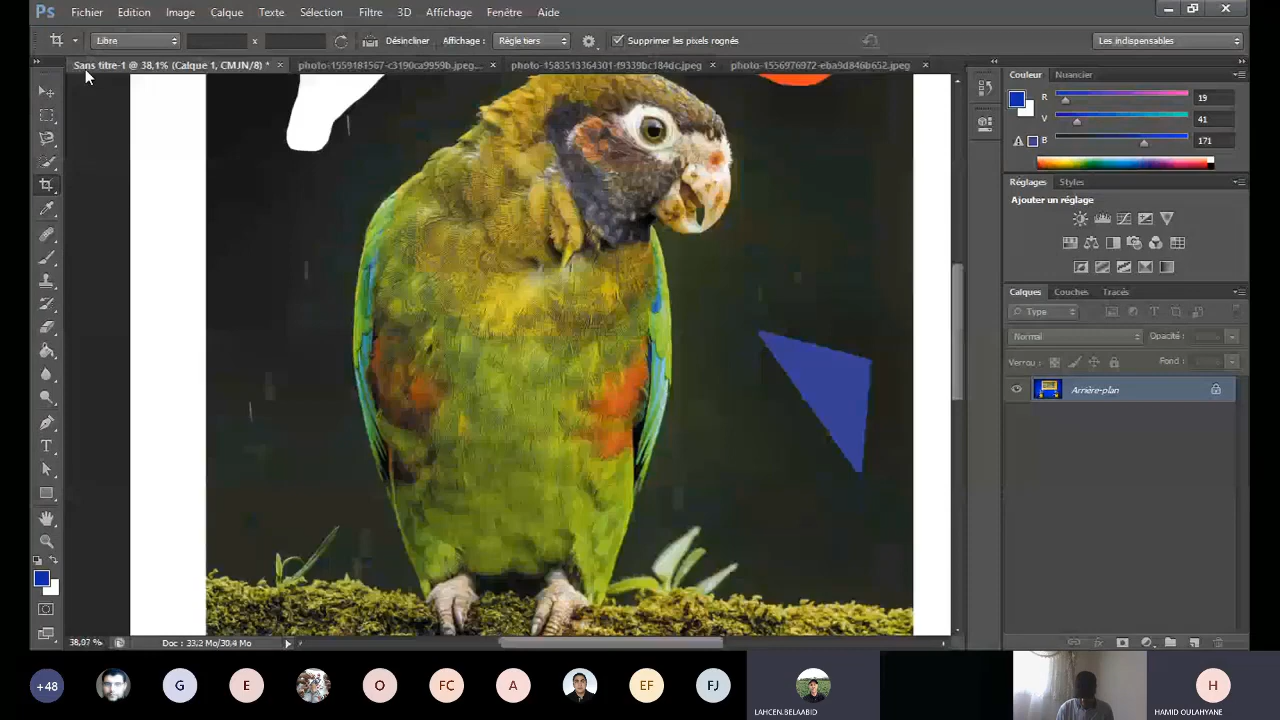 Ps Fichier Edition Image Calque Texte Sélection Filtre 3D Affichage Fenêtre Aide
Libre x Désincliner Affichage : Règle tiers Supprimer les pixels rognés Les indispensables
Sans titre-1 @ 38,1% (Calque 1, CMJN/8) * × photo-1559181567-c3190ca9959b.jpeg... × photo-1583513364301-f9339bc184dc.jpeg × photo-1556976972-eba9d846b652.jpeg ×
Couleur Nuancier
R 19
V 41
B 171
Réglages Styles
Ajouter un réglage
Calques Couches Tracés
Type
Normal Opacité :
Verrou : Fond :
Arrière-plan
38,97 % Doc : 33,2 Mo/30,4 Mo
+48 G E O FC A EF FJ H
LAHCEN.BELAABID HAMID OULAHYANE